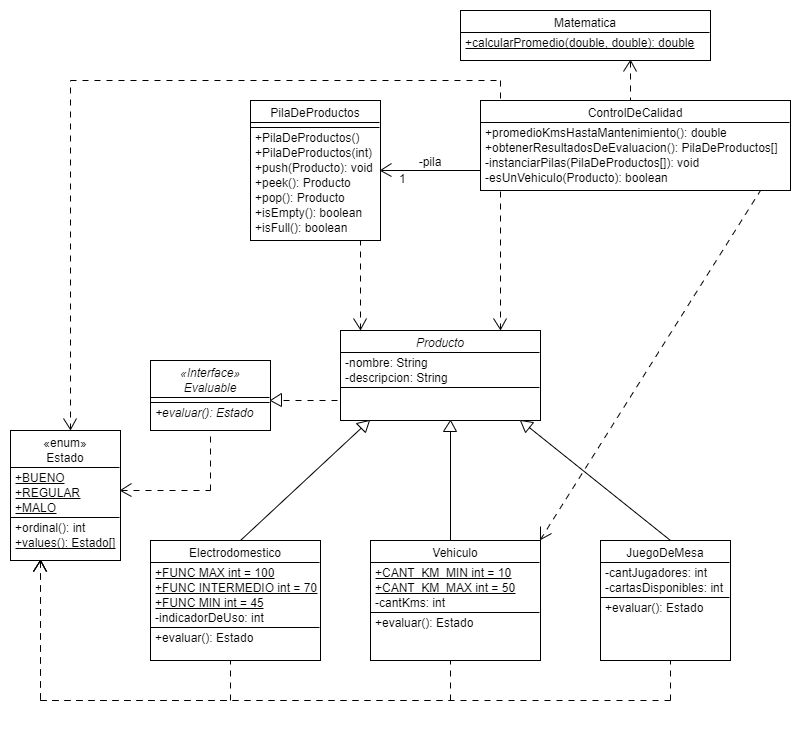 Matematica
+calcularPromedio(double, double): double
PilaDeProductos
+PilaDeProductos()
+PilaDeProductos(int)
+push(Producto): void
+peek(): Producto
+pop(): Producto
+isEmpty(): boolean
+isFull(): boolean
-pila
1
ControlDeCalidad
+promedioKmsHastaMantenimiento(): double
+obtenerResultadosDeEvaluacion(): PilaDeProductos[]
-instanciarPilas(PilaDeProductos[]): void
-esUnVehiculo(Producto): boolean
Producto
-nombre: String
-descripcion: String
«Interface»
Evaluable
+evaluar(): Estado
«enum»
Estado
+BUENO
+REGULAR
+MALO
+ordinal(): int
+values(): Estado[]
Electrodomestico
+FUNC MAX int = 100
+FUNC INTERMEDIO int = 70
+FUNC MIN int = 45
-indicadorDeUso: int
+evaluar(): Estado
Vehiculo
+CANT_KM_MIN int = 10
+CANT_KM_MAX int = 50
-cantKms: int
+evaluar(): Estado
JuegoDeMesa
-cantJugadores: int
-cartasDisponibles: int
+evaluar(): Estado